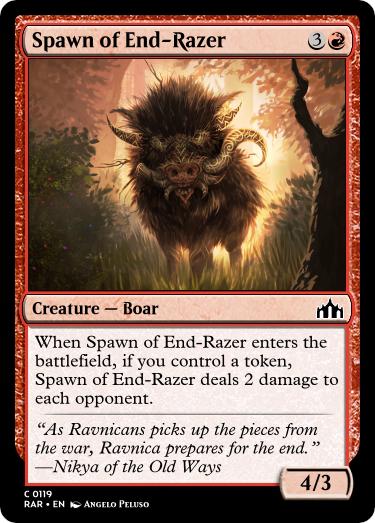 Spawn of End-Razer 3
Creature — Boar
When Spawn of End-Razer enters the
battlefield, if you control a token,
Spawn of End-Razer deals 2 damage to
each opponent.
“As Ravnicans picks up the pieces from
the war, Ravnica prepares for the end.”
—Nikya of the Old Ways
4/3
C 0119
RAR • EN Angelo Peluso